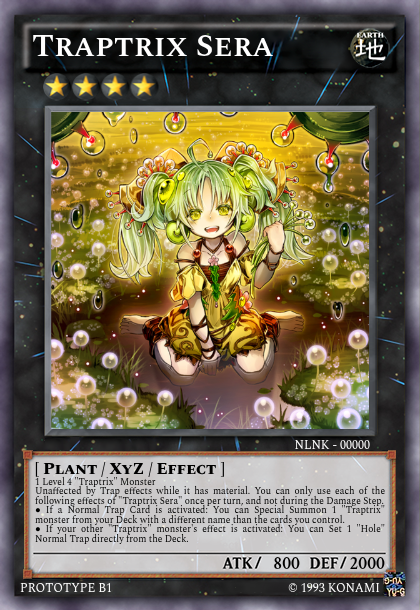 TRAPTRIX SERA
EARTH
地
NLNK - 00000
[ PLANT / XYZ / EFFECT ]
1 Level 4 "Traptrix" Monster
Unaffected by Trap effects while it has material. You can only use each of the
following effects of "Traptrix Sera" once per turn, and not during the Damage Step.
● If a Normal Trap Card is activated: You can Special Summon 1 "Traptrix"
monster from your Deck with a different name than the cards you control.
● If your other "Traptrix" monster's effect is activated: You can Set 1 "Hole"
Normal Trap directly from the Deck.
ATK/ 800 DEF/2000
PROTOTYPE B1
© 1993 KONAMI